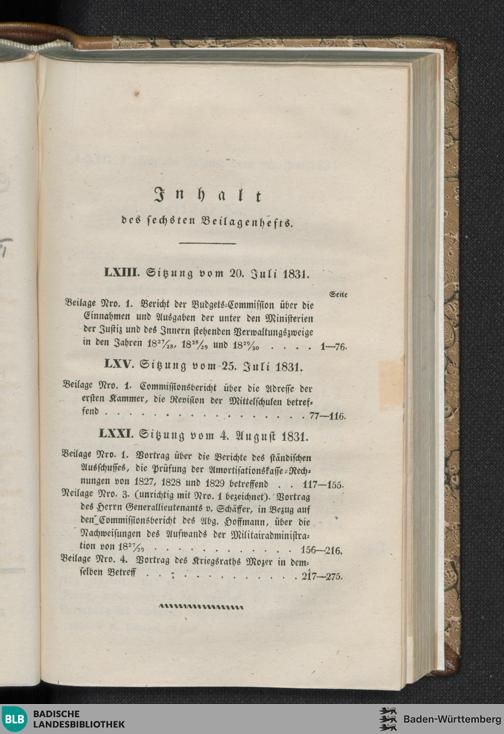 Inhalt
des sechsten Beilagenhefts.
LXIII. Sitzung vom 20. Juli 1831.
Seite
Beilage Nro. 1. Bericht der Budgets-Commission über die
Einnahmen und Ausgaben der unter den Ministerien
der Justiz und des Innern stehenden Verwaltungszweige
in den Jahren 18²⁷/₂₈, 18²⁸/₂₉ und 18²⁹/₃₀ . . . . 1—76.
LXV. Sitzung vom 25. Juli 1831.
Beilage Nro. 1. Commissionsbericht über die Adresse der
ersten Kammer, die Revision der Mittelschulen betref-
fend . . . . . . . . . . . . . . . . . 77—116.
LXXI. Sitzung vom 4. August 1831.
Beilage Nro. 1. Vortrag über die Berichte des ständischen
Ausschusses, die Prüfung der Amortisationskasse-Rech-
nungen von 1827, 1828 und 1829 betreffend . . 117—155.
Neilage Nro. 3. (unrichtig mit Nro. 1 bezeichnet). Vortrag
des Herrn Generallieutenants v. Schäffer, in Bezug auf
den Commissionsbericht des Abg. Hoffmann, über die
Nachweisungen des Aufwands der Militairadministra-
tion von 18²⁷/₂₉ . . . . . . . . . . . . 156—216.
Beilage Nro. 4. Vortrag des Kriegsraths Mozer in dem-
selben Betreff . . . . . . . . . . . . . 217—275.
BLB BADISCHE
LANDESBIBLIOTHEK
Baden-Württemberg